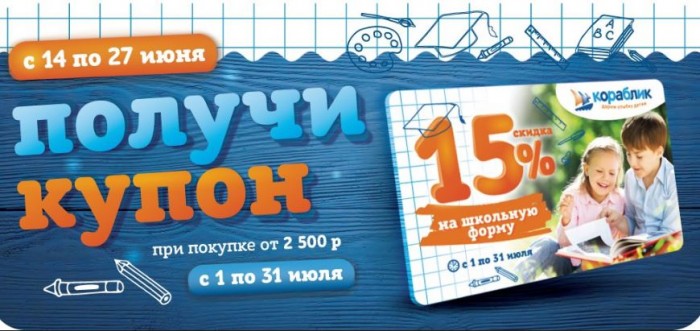 с 14 по 27 июня
получи
купон
при покупке от 2 500 р
с 1 по 31 июля
кораблик
15%
скидка
на школьную
форму
с 1 по 31 июля
A
B C